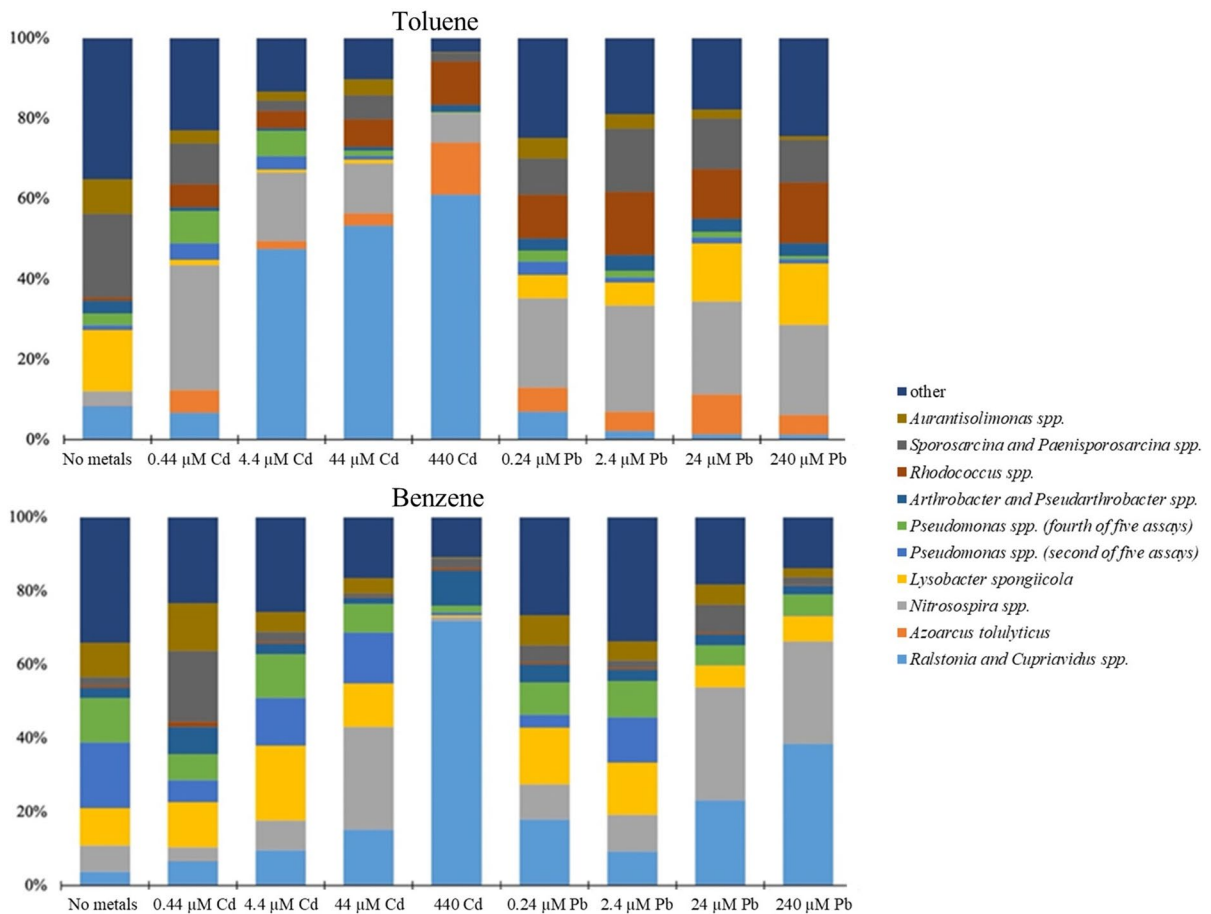 Toluene
100%
80%
60%
40%
20%
0%
No metals 0.44 µM Cd 4.4 µM Cd 44 µM Cd 440 Cd 0.24 µM Pb 2.4 µM Pb 24 µM Pb 240 µM Pb
Benzene
100%
80%
60%
40%
20%
0%
No metals 0.44 µM Cd 4.4 µM Cd 44 µM Cd 440 Cd 0.24 µM Pb 2.4 µM Pb 24 µM Pb 240 µM Pb
other
Aurantisolimonas spp.
Sporosarcina and Paenisporosarcina spp.
Rhodococcus spp.
Arthrobacter and Pseudarthrobacter spp.
Pseudomonas spp. (fourth of five assays)
Pseudomonas spp. (second of five assays)
Lysobacter spongiicola
Nitrosospira spp.
Azoarcus tolulyticus
Ralstonia and Cupriavidus spp.